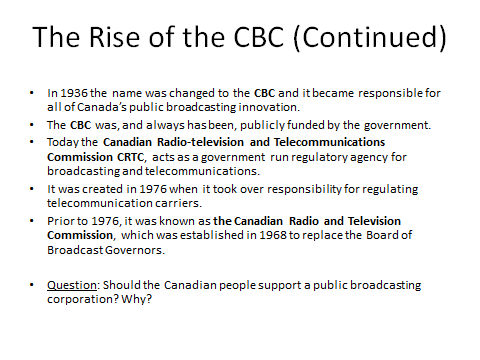 The Rise of the CBC (Continued)
• In 1936 the name was changed to the CBC and it became responsible for
all of Canada's public broadcasting innovation.
• The CBC was, and always has been, publicly funded by the government.
• Today the Canadian Radio-television and Telecommunications
Commission CRTC, acts as a government run regulatory agency for
broadcasting and telecommunications.
• It was created in 1976 when it took over responsibility for regulating
telecommunication carriers.
• Prior to 1976, it was known as the Canadian Radio and Television
Commission, which was established in 1968 to replace the Board of
Broadcast Governors.
• Question: Should the Canadian people support a public broadcasting
corporation? Why?